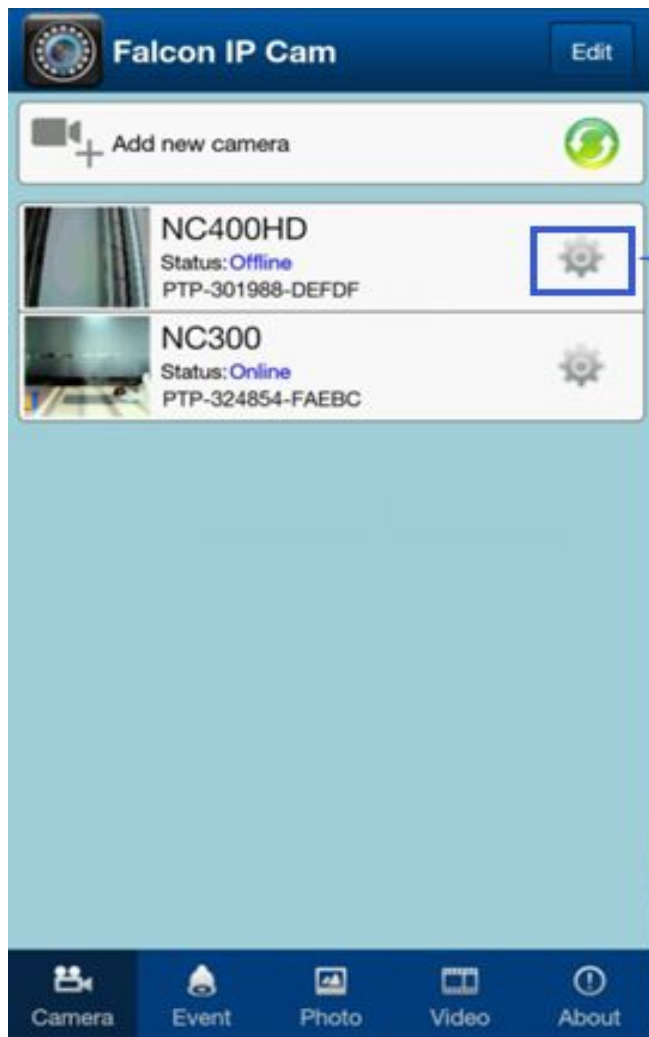 Falcon IP Cam
Edit
Add new camera
NC400HD
Status:Offline
PTP-301988-DEFDF
NC300
Status:Online
PTP-324854-FAEBC
Camera Event Photo Video About